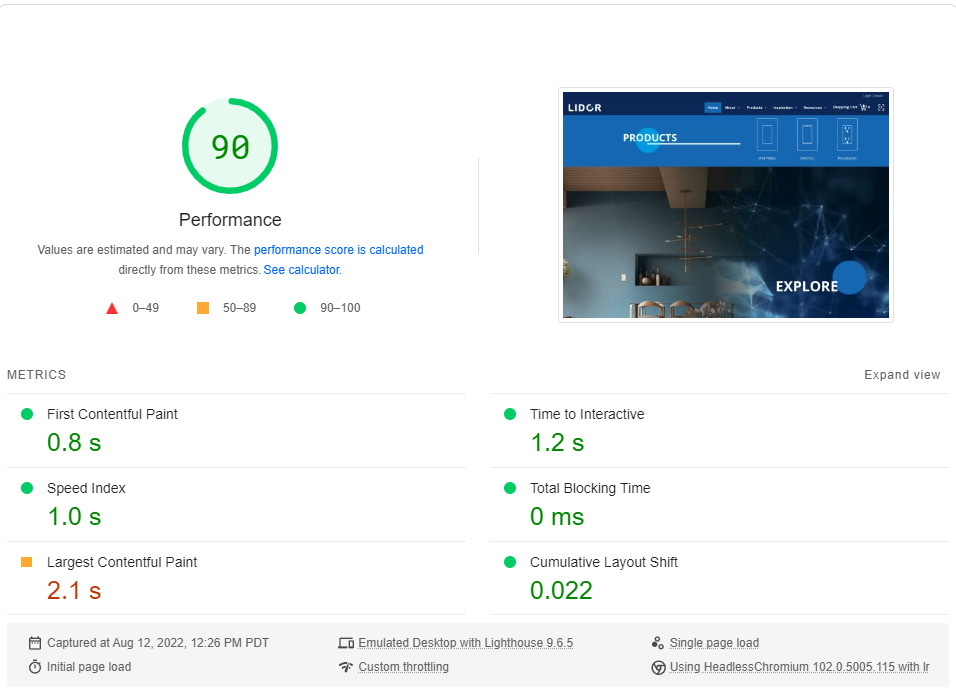 90
Performance
Values are estimated and may vary. The performance score is calculated
directly from these metrics. See calculator.
0–49
50–89
90–100
LIDOR
Home About Products Inspiration Resources Shopping Cart
PRODUCTS
Wall Plates Switches Receptacles
EXPLORE
METRICS
Expand view
First Contentful Paint
0.8 s
Time to Interactive
1.2 s
Speed Index
1.0 s
Total Blocking Time
0 ms
Largest Contentful Paint
2.1 s
Cumulative Layout Shift
0.022
Captured at Aug 12, 2022, 12:26 PM PDT
Emulated Desktop with Lighthouse 9.6.5
Single page load
Initial page load
Custom throttling
Using HeadlessChromium 102.0.5005.115 with lr